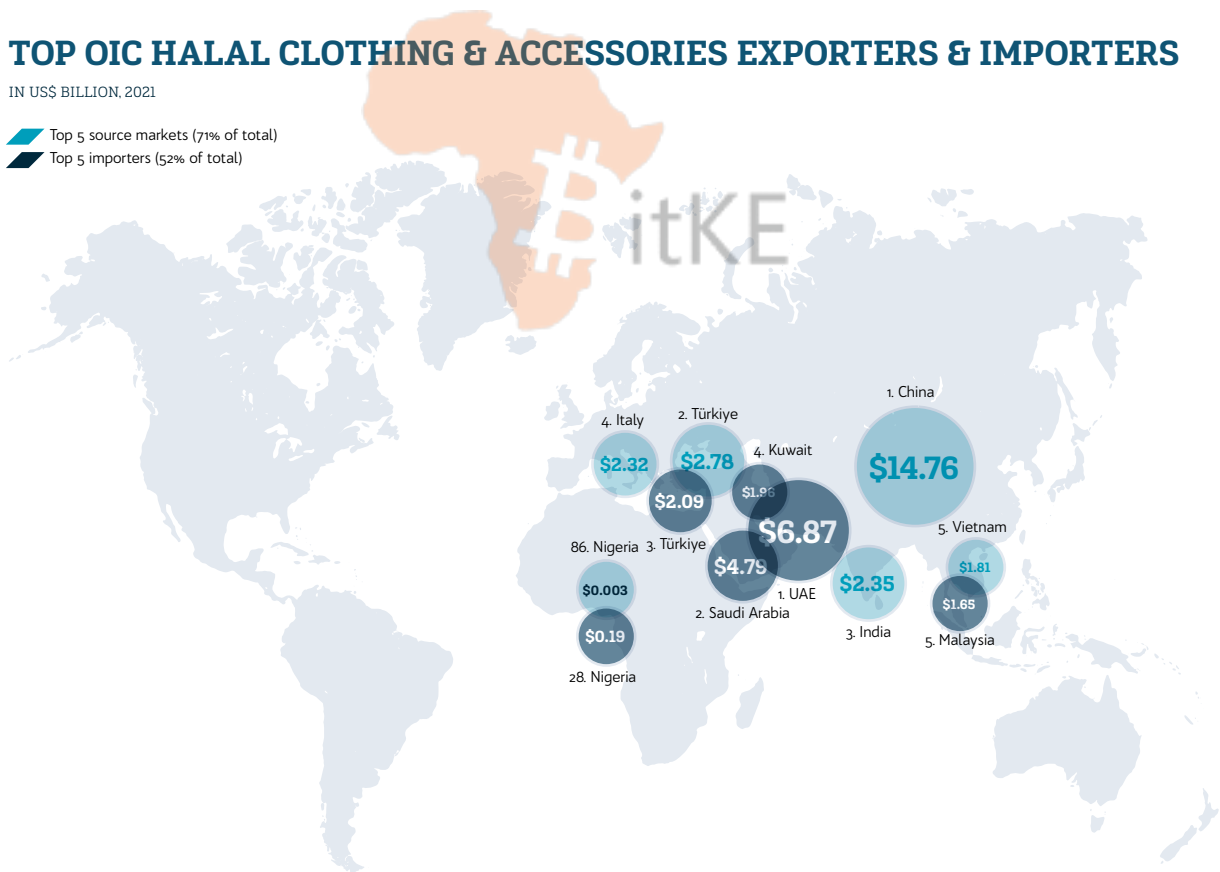 TOP OIC HALAL CLOTHING & ACCESSORIES EXPORTERS & IMPORTERS
IN US$ BILLION, 2021
Top 5 source markets (71% of total)
Top 5 importers (52% of total)
₿itKE
1. China
$14.76
4. Italy
$2.32
2. Türkiye
$2.78
4. Kuwait
$1.96
$2.09
3. Türkiye
$6.87
1. UAE
$4.79
2. Saudi Arabia
86. Nigeria
$0.003
$0.19
28. Nigeria
$2.35
3. India
5. Vietnam
$1.81
$1.65
5. Malaysia